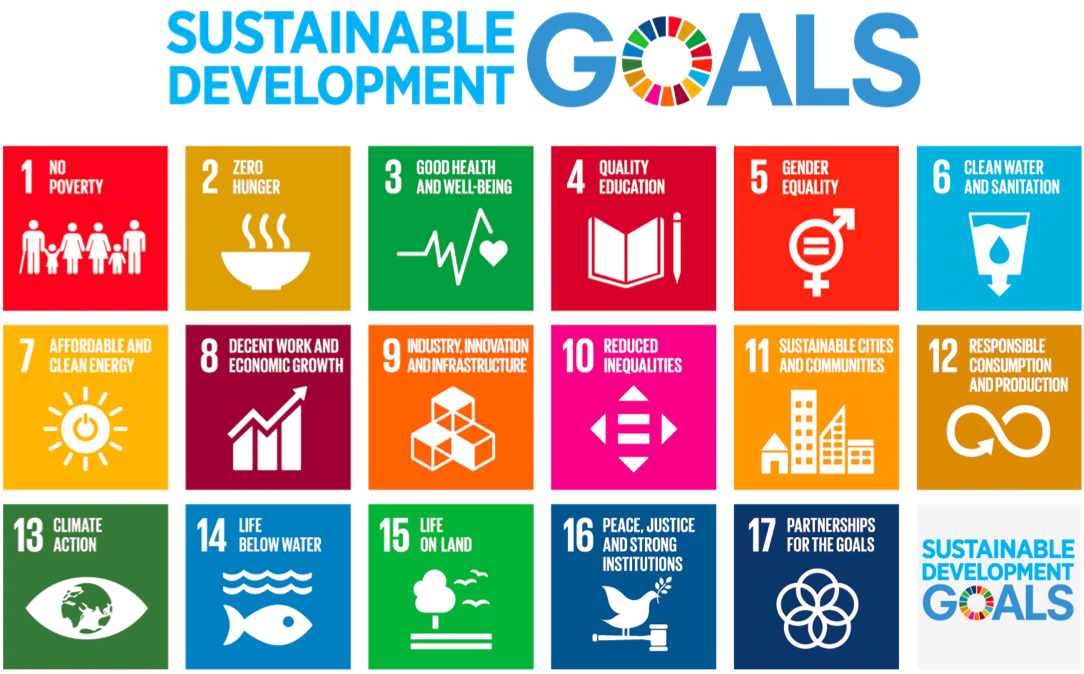 SUSTAINABLE
DEVELOPMENT
GOALS
1 NO
POVERTY
2 ZERO
HUNGER
3 GOOD HEALTH
AND WELL-BEING
4 QUALITY
EDUCATION
5 GENDER
EQUALITY
6 CLEAN WATER
AND SANITATION
7 AFFORDABLE AND
CLEAN ENERGY
8 DECENT WORK AND
ECONOMIC GROWTH
9 INDUSTRY, INNOVATION
AND INFRASTRUCTURE
10 REDUCED
INEQUALITIES
11 SUSTAINABLE CITIES
AND COMMUNITIES
12 RESPONSIBLE
CONSUMPTION
AND PRODUCTION
13 CLIMATE
ACTION
14 LIFE
BELOW WATER
15 LIFE
ON LAND
16 PEACE, JUSTICE
AND STRONG
INSTITUTIONS
17 PARTNERSHIPS
FOR THE GOALS
SUSTAINABLE
DEVELOPMENT
GOALS